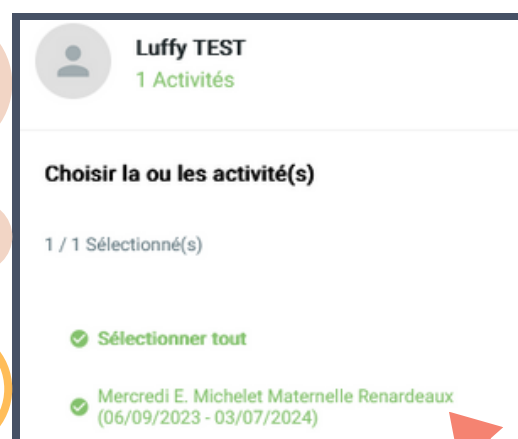 Luffy TEST
1 Activités
Choisir la ou les activité(s)
1 / 1 Sélectionné(s)
Sélectionner tout
Mercredi E. Michelet Maternelle Renardeaux
(06/09/2023 - 03/07/2024)